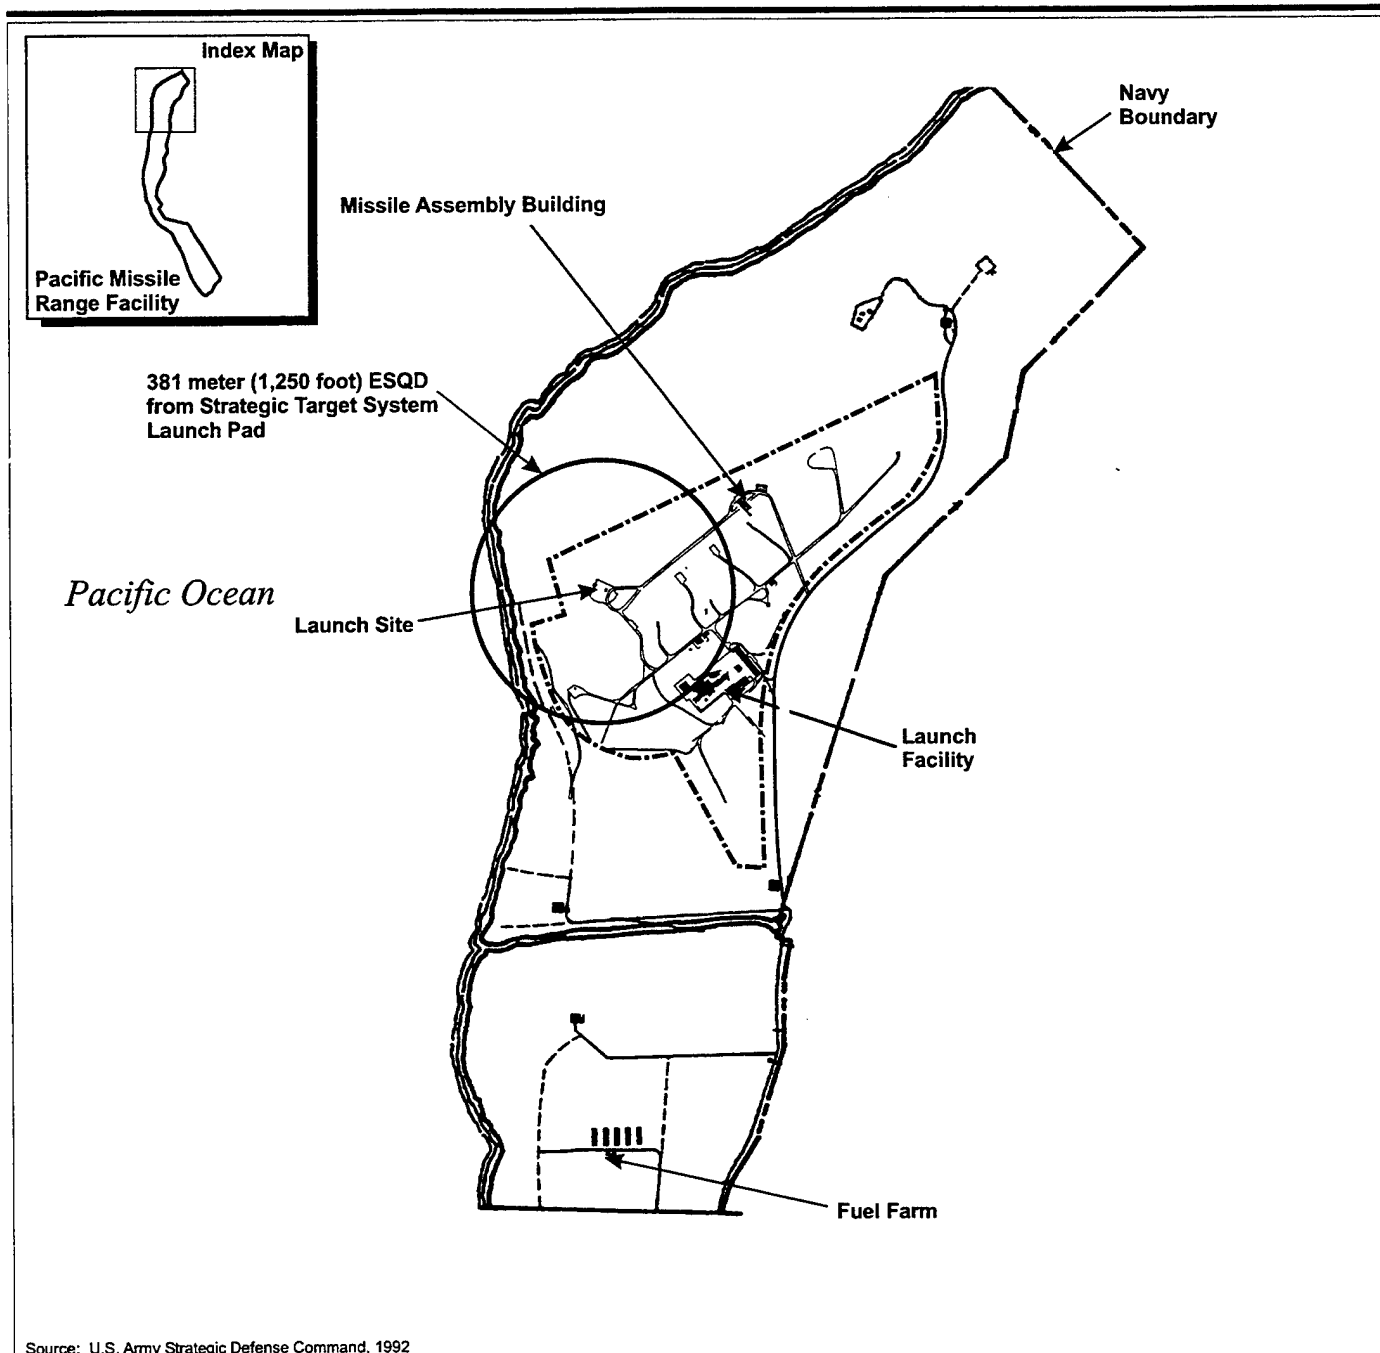 Index Map
Pacific Missile
Range Facility
Navy
Boundary
Missile Assembly Building
381 meter (1,250 foot) ESQD
from Strategic Target System
Launch Pad
Pacific Ocean
Launch Site
Launch
Facility
Fuel Farm
Source: U.S. Army Strategic Defense Command, 1992